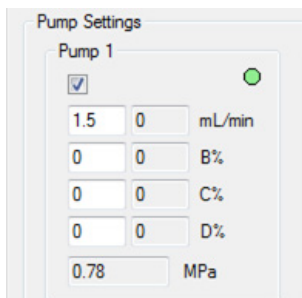 Pump Settings
Pump 1
1.5 0 mL/min
0 0 B%
0 0 C%
0 0 D%
0.78 MPa